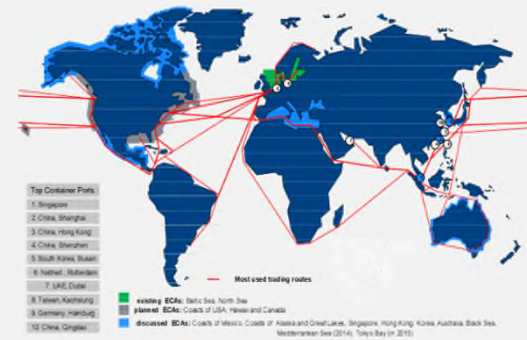 Top Container Ports
1. Singapore
2. China, Shanghai
3. China, Hong Kong
4. China, Shenzhen
5. South Korea, Busan
6. Netherl., Rotterdam
7. UAE, Dubai
8. Taiwan, Kaohsiung
9. Germany, Hamburg
10. China, Qingdao
Most used trading routes
existing ECAs: Baltic Sea, North Sea
planned ECAs: Coasts of USA, Hawaii and Canada
discussed ECAs: Coasts of Mexico, Coasts of Alaska and Great Lakes, Singapore, Hong Kong, Korea, Australia, Black Sea,
Mediterranean Sea (2014), Tokyo Bay (in 2015)